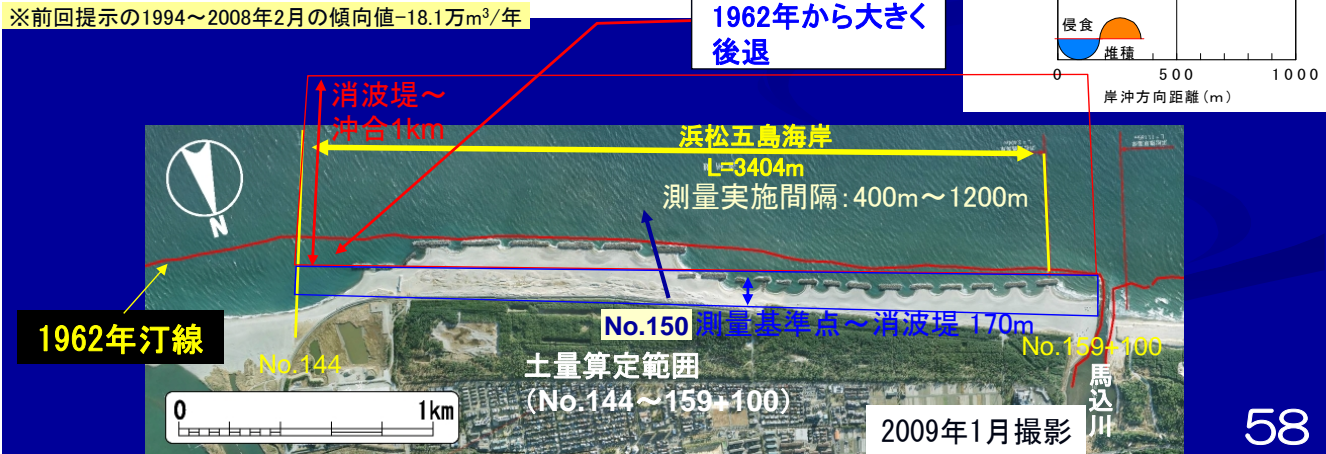 ※前回提示の1994～2008年2月の傾向値-18.1万m³/年
1962年から大きく
後退
侵食
堆積
0 500 1000
岸沖方向距離(m)
消波堤～
沖合1km
浜松五島海岸
L=3404m
測量実施間隔:400m～1200m
N
1962年汀線
No.150
測量基準点～消波堤 170m
No.144
No.159+100
土量算定範囲
(No.144～159+100)
馬込川
0 1km
2009年1月撮影
58